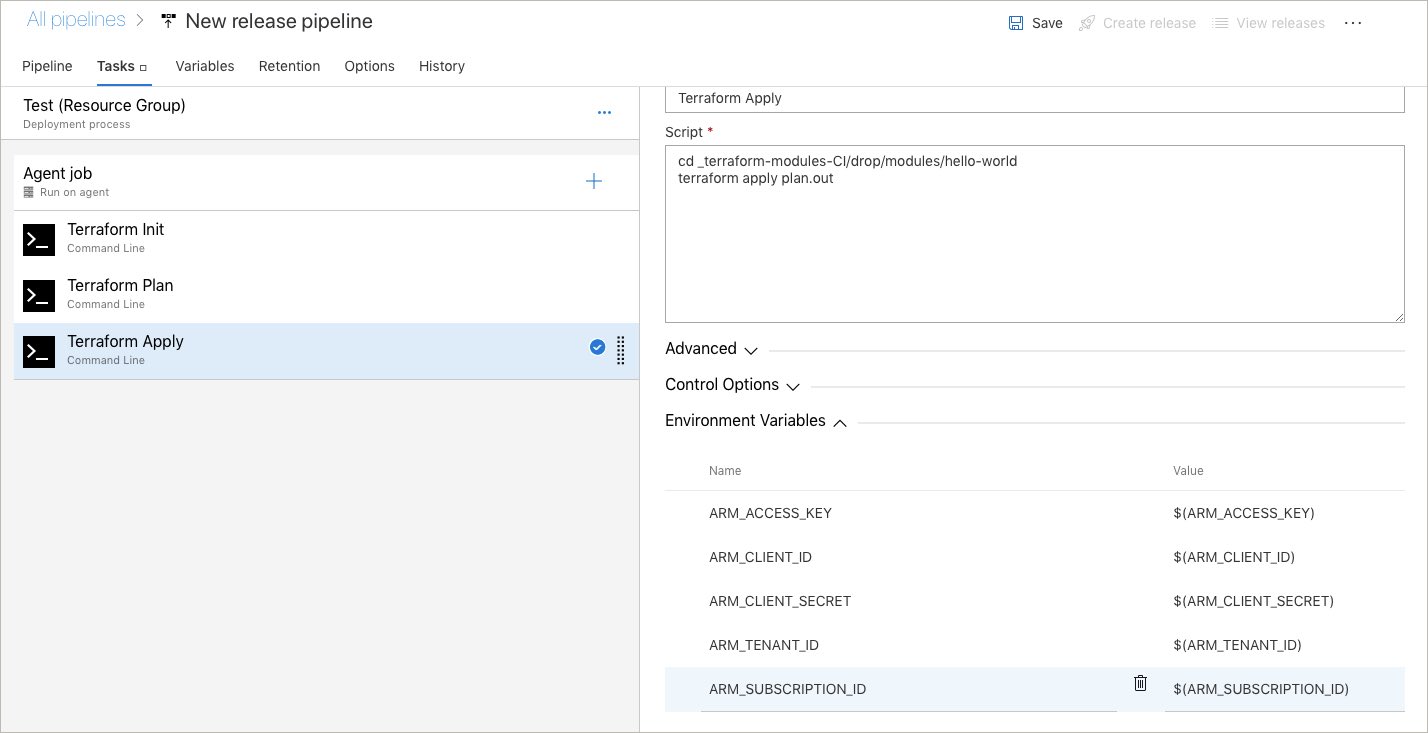 All pipelines > New release pipeline
Save Create release View releases ...
Pipeline Tasks Variables Retention Options History
Test (Resource Group)
Deployment process
...
Agent job
Run on agent
Terraform Init
Command Line
Terraform Plan
Command Line
Terraform Apply
Command Line
Terraform Apply
Script *
cd _terraform-modules-CI/drop/modules/hello-world
terraform apply plan.out
Advanced
Control Options
Environment Variables
Name Value
ARM_ACCESS_KEY $(ARM_ACCESS_KEY)
ARM_CLIENT_ID $(ARM_CLIENT_ID)
ARM_CLIENT_SECRET $(ARM_CLIENT_SECRET)
ARM_TENANT_ID $(ARM_TENANT_ID)
ARM_SUBSCRIPTION_ID $(ARM_SUBSCRIPTION_ID)